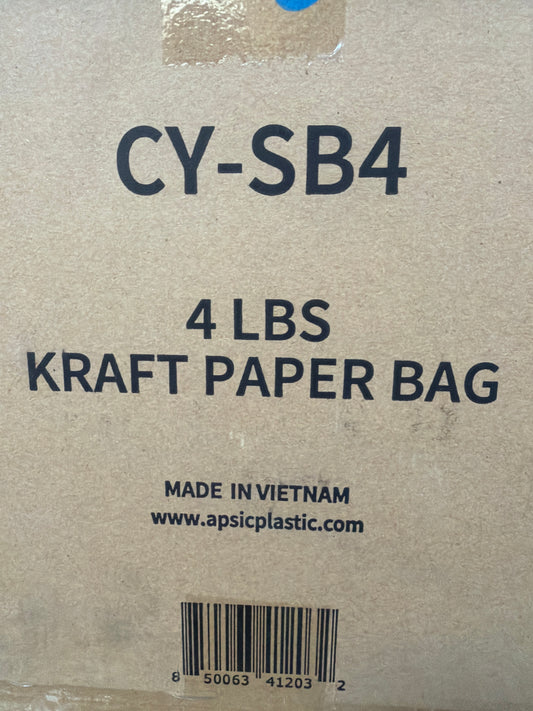 CY-SB4
4 LBS
KRAFT PAPER BAG
MADE IN VIETNAM
www.apsicplastic.com
8 50063 41203 2